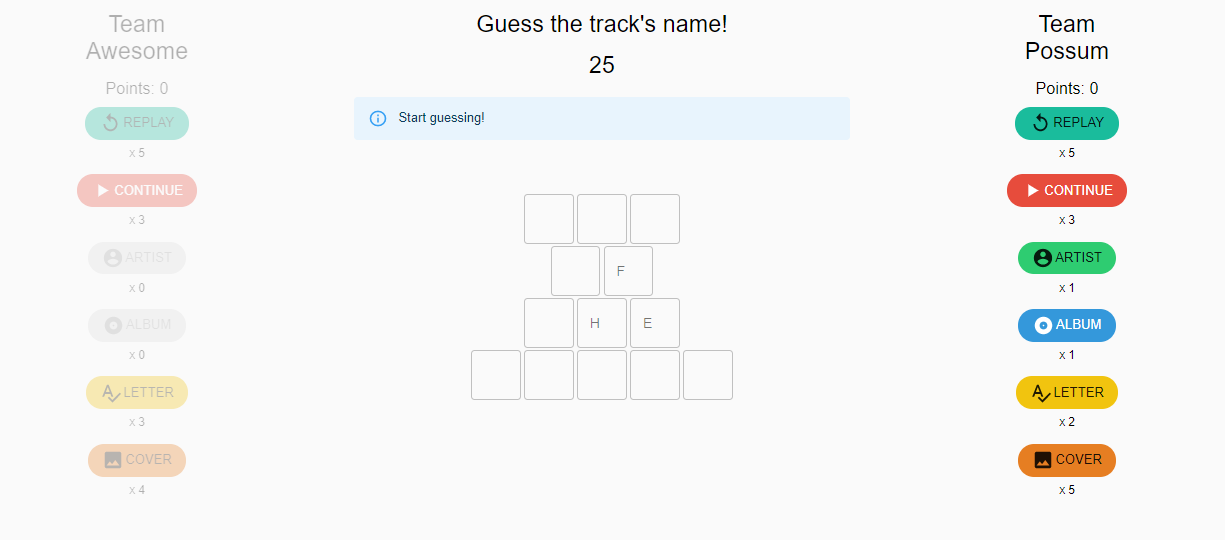 Team
Awesome
Points: 0
REPLAY
x 5
CONTINUE
x 3
ARTIST
x 0
ALBUM
x 0
LETTER
x 3
COVER
x 4
Guess the track's name!
25
Start guessing!
F
H E
Team
Possum
Points: 0
REPLAY
x 5
CONTINUE
x 3
ARTIST
x 1
ALBUM
x 1
LETTER
x 2
COVER
x 5